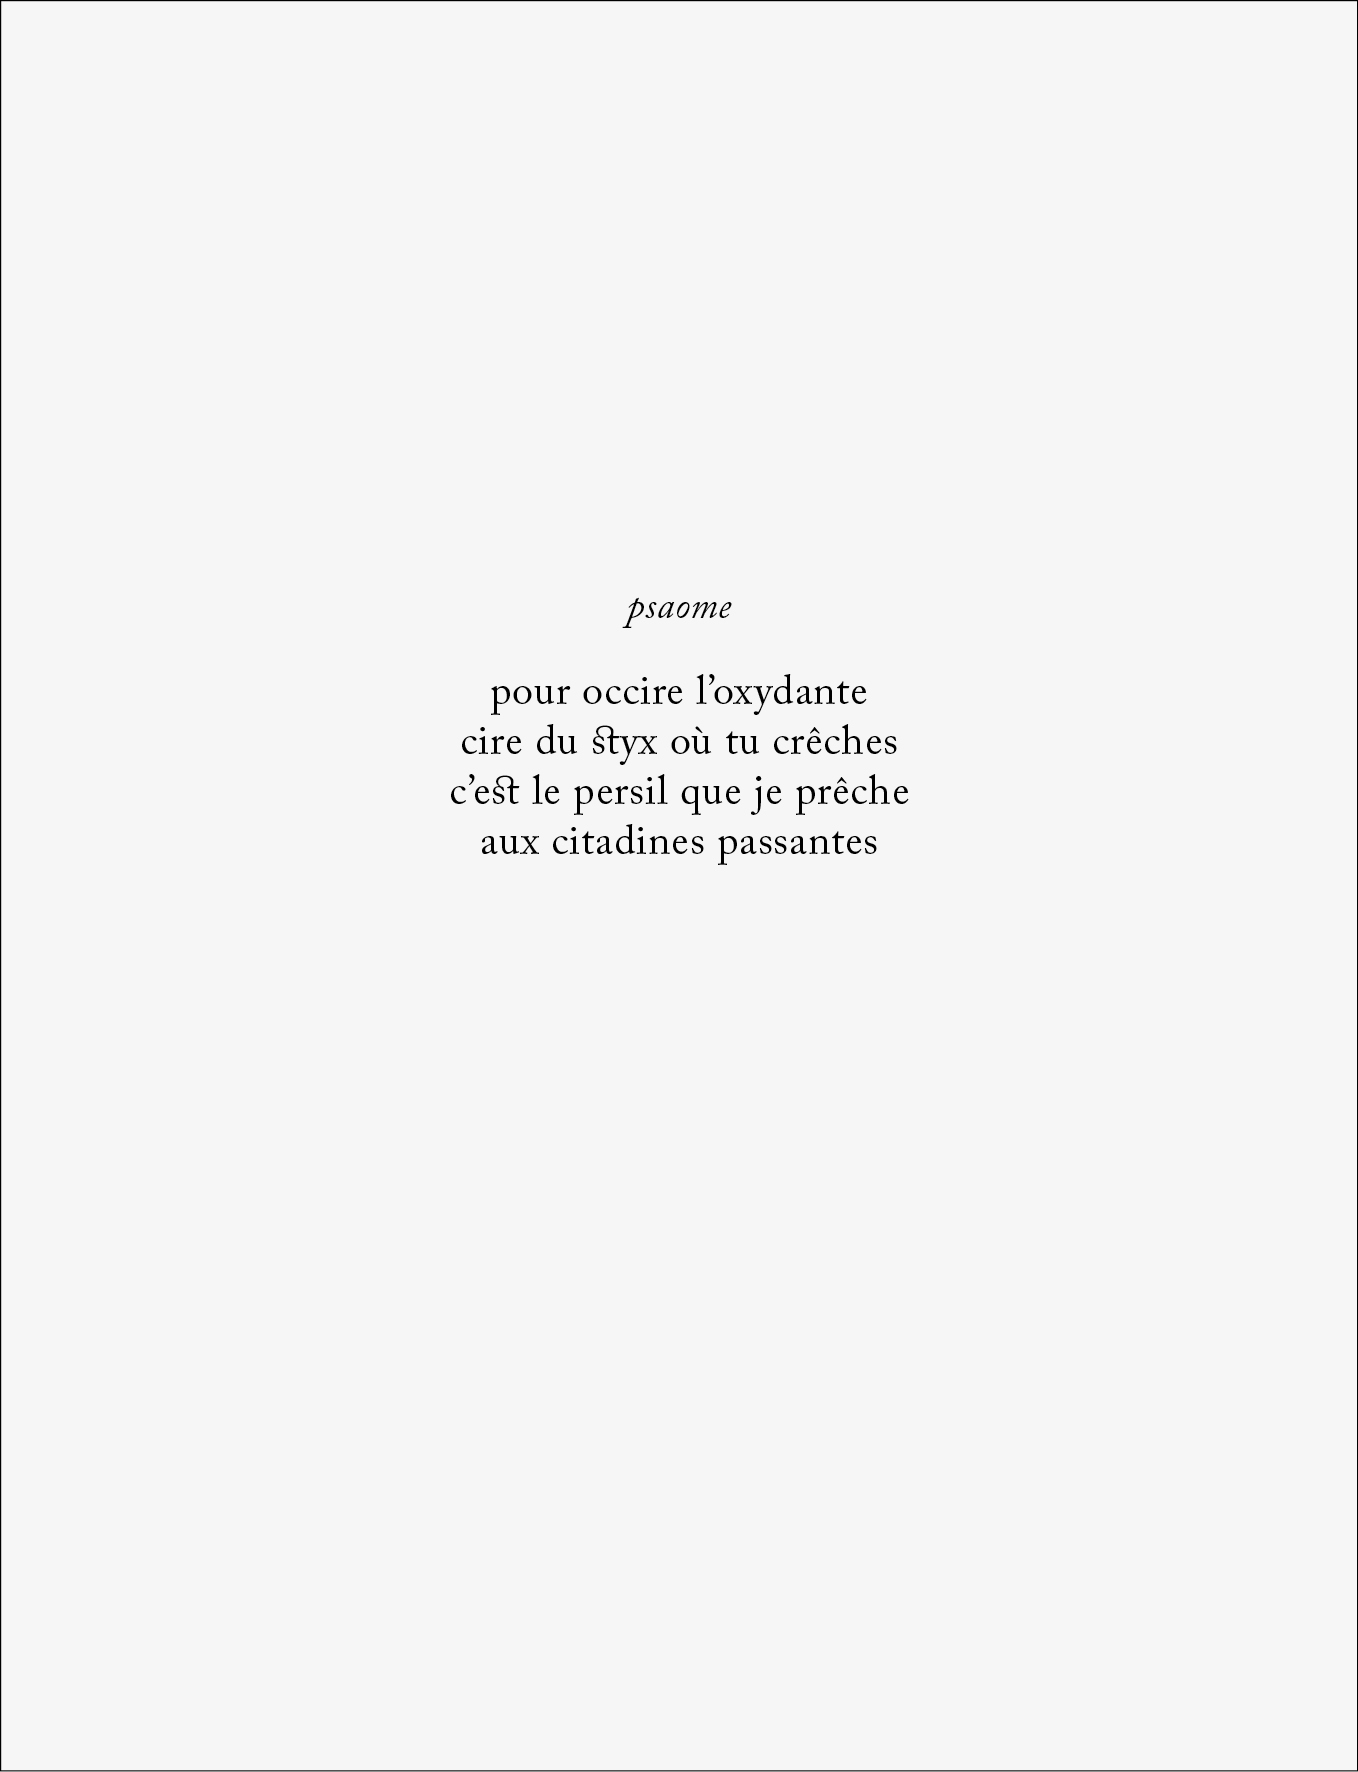 psaome
pour occire l’oxydante
cire du styx où tu crêches
c’est le persil que je prêche
aux citadines passantes